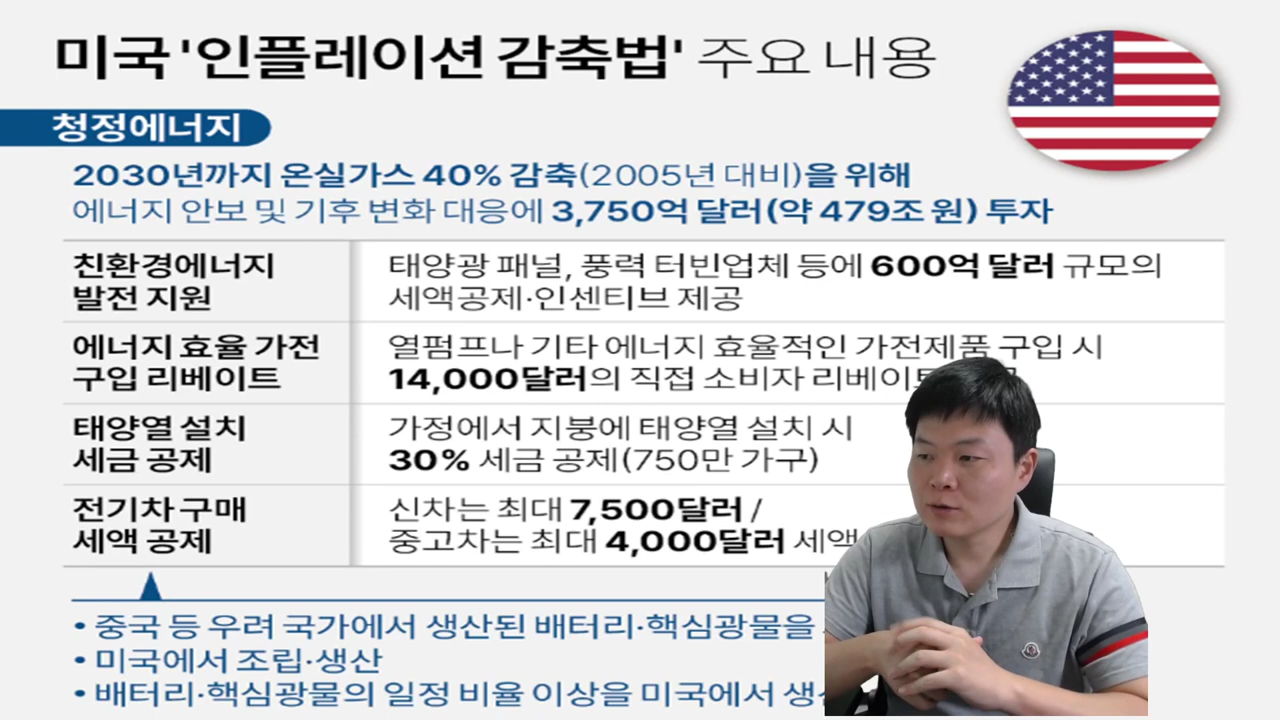 미국 '인플레이션 감축법' 주요 내용
청정에너지
2030년까지 온실가스 40% 감축(2005년 대비)을 위해
에너지 안보 및 기후 변화 대응에 3,750억 달러(약 479조 원) 투자
친환경에너지
발전 지원
태양광 패널, 풍력 터빈업체 등에 600억 달러 규모의
세액공제·인센티브 제공
에너지 효율 가전
구입 리베이트
열펌프나 기타 에너지 효율적인 가전제품 구입 시
14,000달러의 직접 소비자 리베이트
태양열 설치
세금 공제
가정에서 지붕에 태양열 설치 시
30% 세금 공제(750만 가구)
전기차 구매
세액 공제
신차는 최대 7,500달러 /
중고차는 최대 4,000달러 세액
• 중국 등 우려 국가에서 생산된 배터리·핵심광물을
• 미국에서 조립·생산
• 배터리·핵심광물의 일정 비율 이상을 미국에서